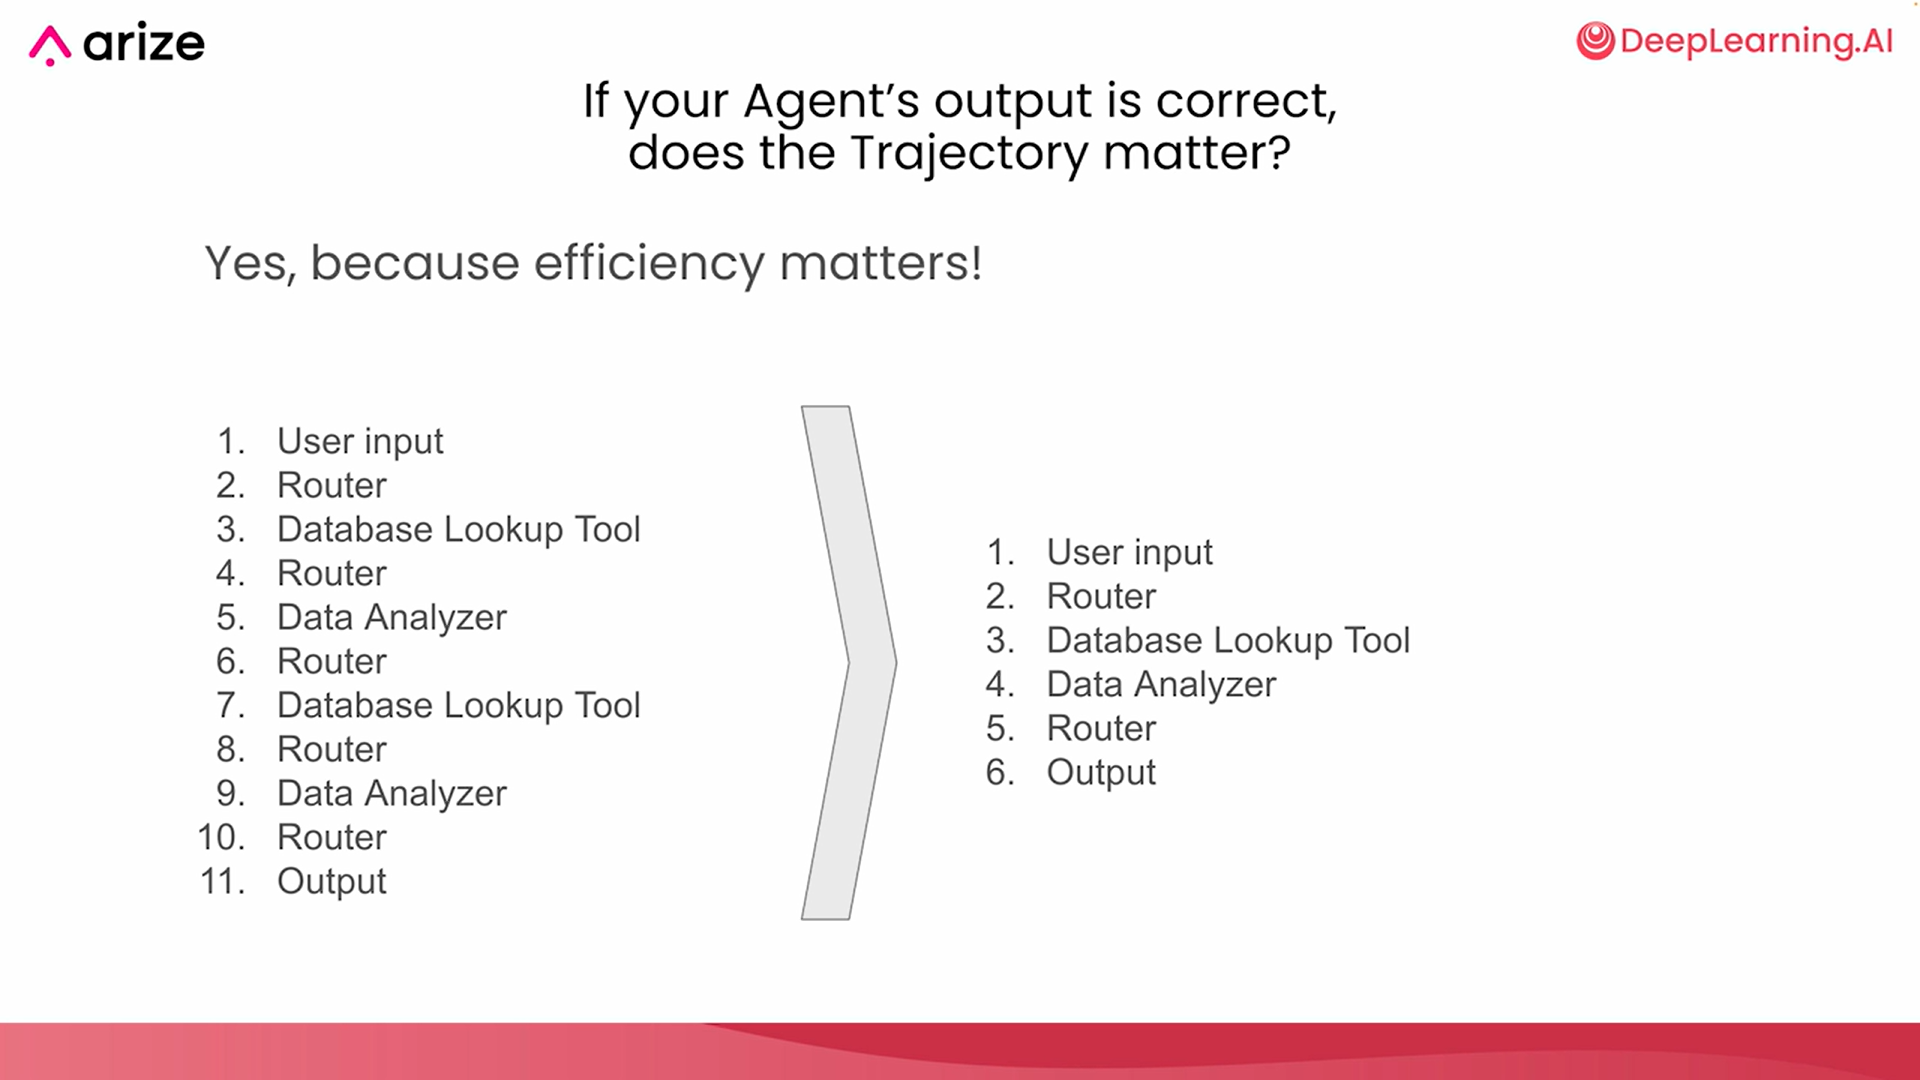 arize
DeepLearning.AI
If your Agent’s output is correct,
does the Trajectory matter?
Yes, because efficiency matters!
1. User input
2. Router
3. Database Lookup Tool
4. Router
5. Data Analyzer
6. Router
7. Database Lookup Tool
8. Router
9. Data Analyzer
10. Router
11. Output
1. User input
2. Router
3. Database Lookup Tool
4. Data Analyzer
5. Router
6. Output